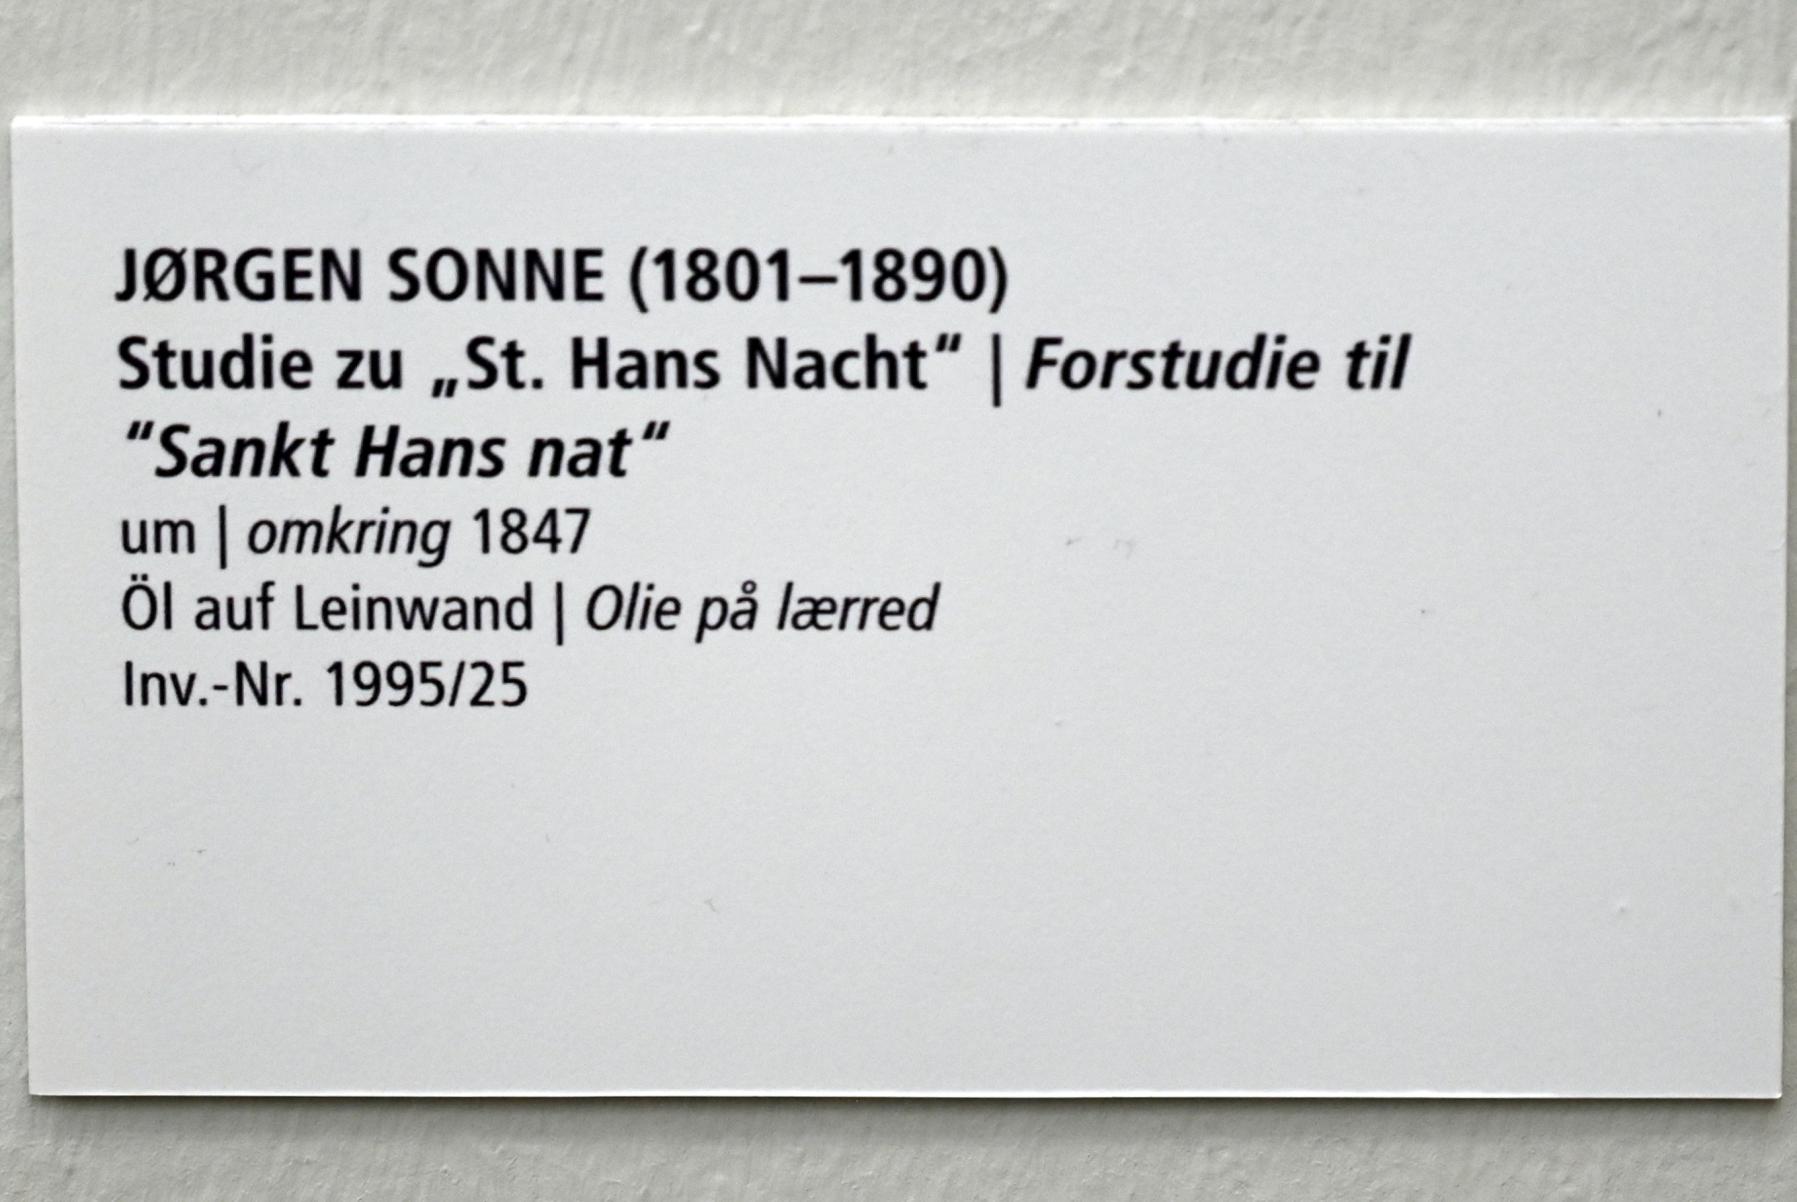 JØRGEN SONNE (1801–1890)
Studie zu „St. Hans Nacht“ | Forstudie til
“Sankt Hans nat“
um | omkring 1847
Öl auf Leinwand | Olie på lærred
Inv.-Nr. 1995/25